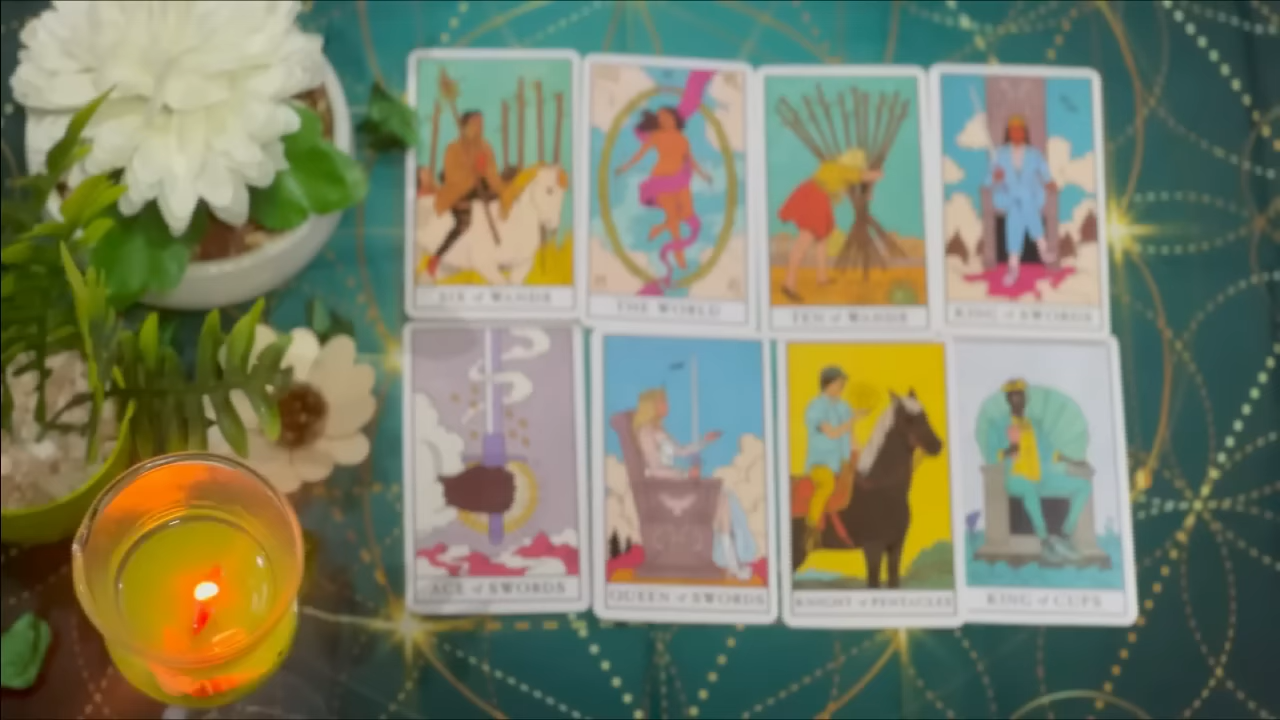 SIX of WANDS
THE WORLD
TEN of WANDS
KING of SWORDS
ACE of SWORDS
QUEEN of SWORDS
KNIGHT of PENTACLES
KING of CUPS